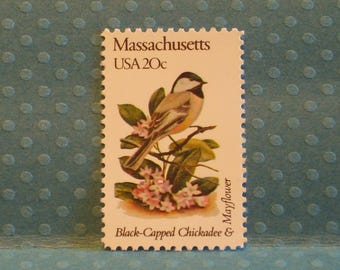 Massachusetts
USA 20c
Black-Capped Chickadee &
Mayflower